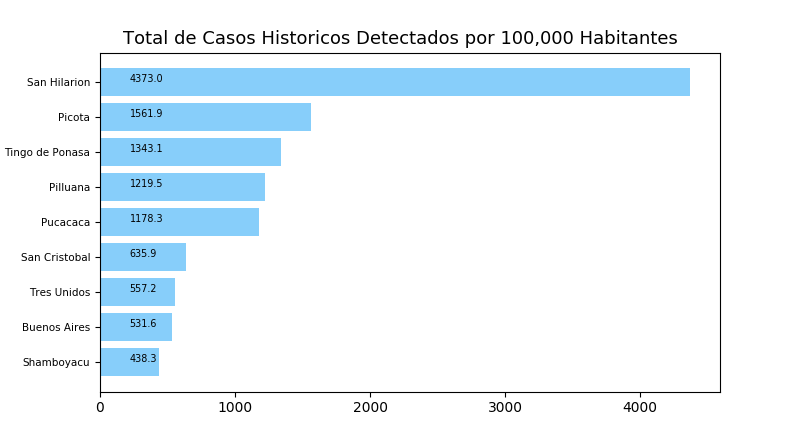 Total de Casos Historicos Detectados por 100,000 Habitantes
San Hilarion 4373.0
Picota 1561.9
Tingo de Ponasa 1343.1
Pilluana 1219.5
Pucacaca 1178.3
San Cristobal 635.9
Tres Unidos 557.2
Buenos Aires 531.6
Shamboyacu 438.3
0 1000 2000 3000 4000